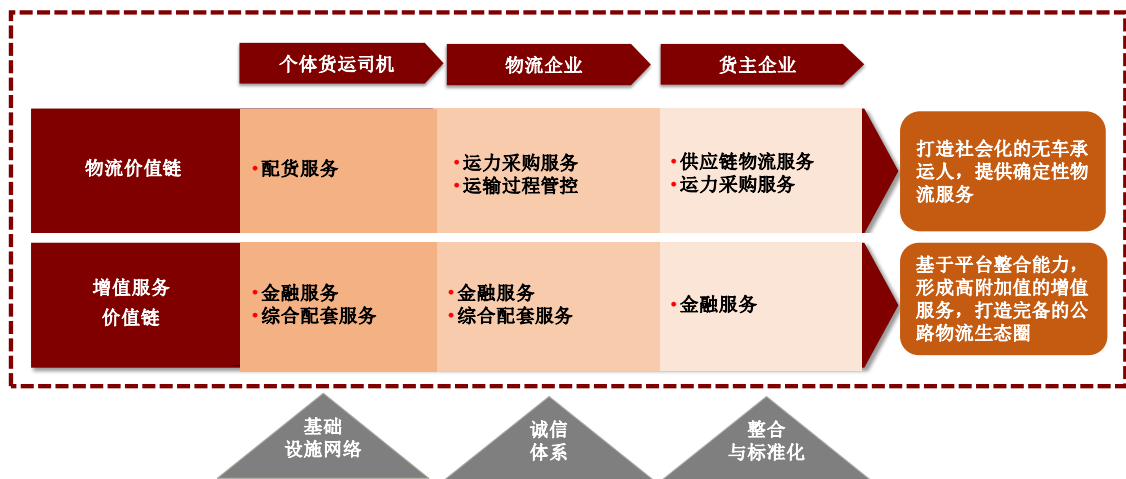 个体货运司机
物流企业
货主企业
物流价值链
•配货服务
•运力采购服务
•运输过程管控
•供应链物流服务
•运力采购服务
打造社会化的无车承
运人，提供确定性物
流服务
增值服务
价值链
•金融服务
•综合配套服务
•金融服务
•综合配套服务
•金融服务
基于平台整合能力，
形成高附加值的增值
服务，打造完备的公
路物流生态圈
基础
设施网络
诚信
体系
整合
与标准化